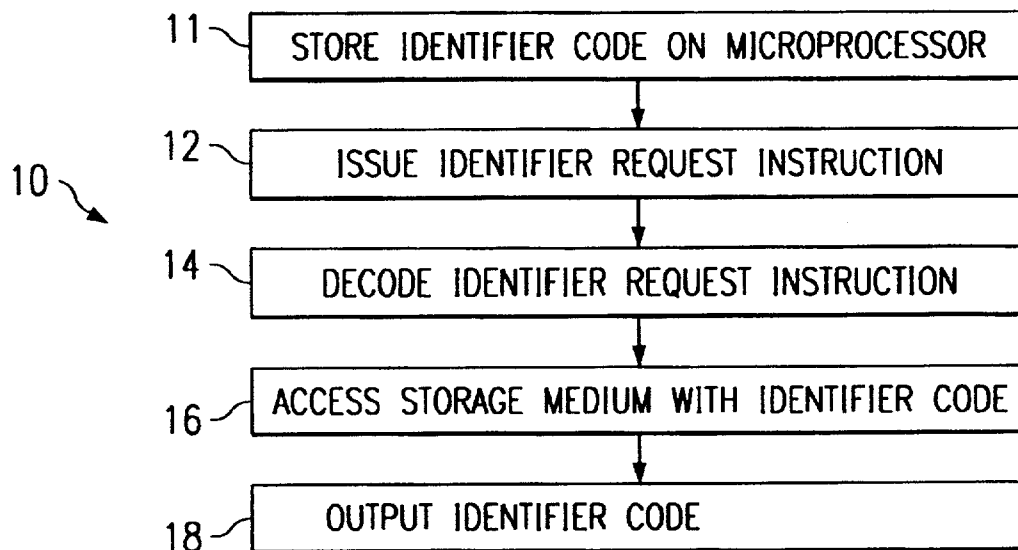 11 STORE IDENTIFIER CODE ON MICROPROCESSOR
12 ISSUE IDENTIFIER REQUEST INSTRUCTION
10
14 DECODE IDENTIFIER REQUEST INSTRUCTION
16 ACCESS STORAGE MEDIUM WITH IDENTIFIER CODE
18 OUTPUT IDENTIFIER CODE